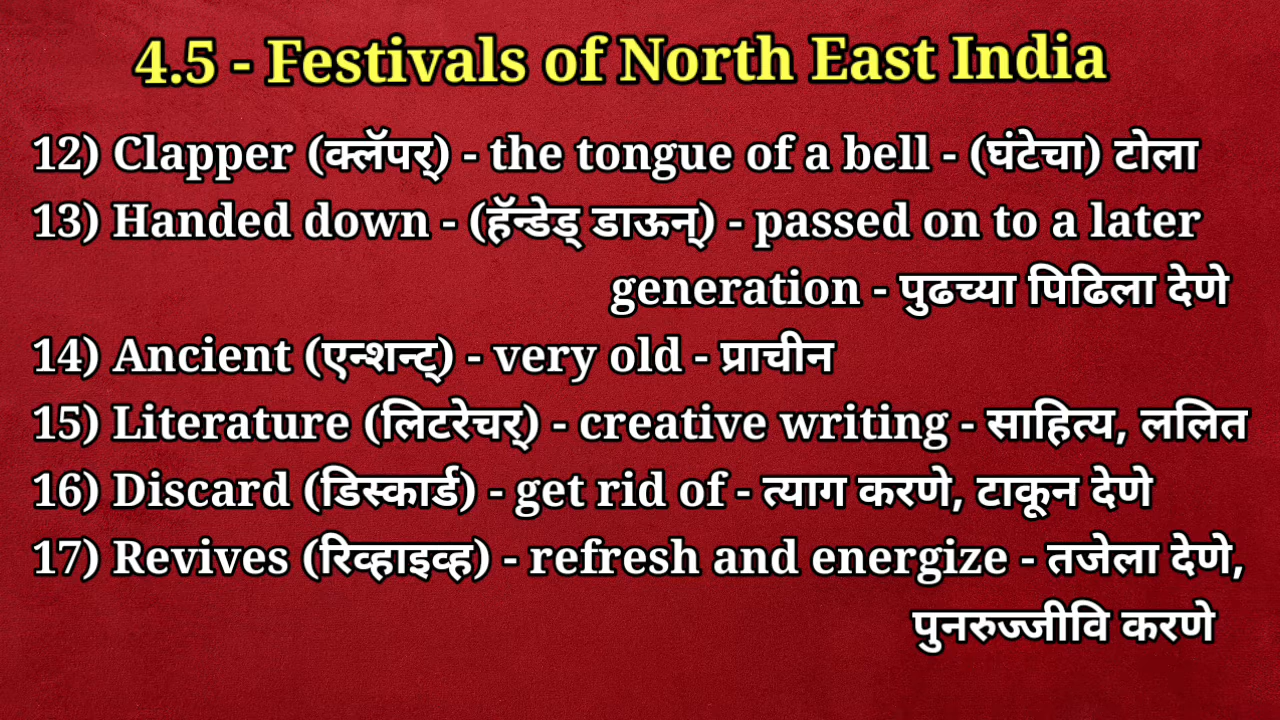 4.5 - Festivals of North East India
12) Clapper (क्लॅपर्) - the tongue of a bell - (घंटेचा) टोला
13) Handed down - (हॅन्डेड् डाऊन्) - passed on to a later
generation - पुढच्या पिढिला देणे
14) Ancient (एन्शन्ट्) - very old - प्राचीन
15) Literature (लिटरेचर्) - creative writing - साहित्य, ललित
16) Discard (डिस्कार्ड) - get rid of - त्याग करणे, टाकून देणे
17) Revives (रिव्हाइव्ह) - refresh and energize - तजेला देणे,
पुनरुज्जीवि करणे